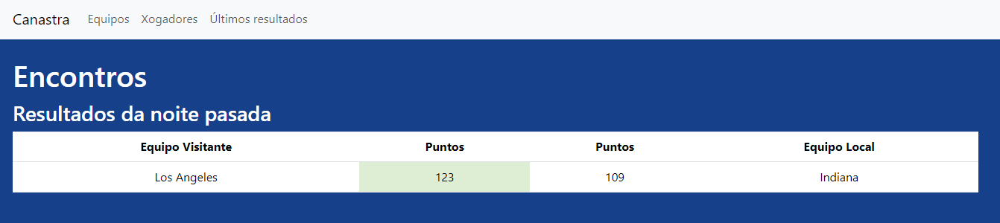 Canastra Equipos Xogadores Últimos resultados
Encontros
Resultados da noite pasada
Equipo Visitante Puntos Puntos Equipo Local
Los Angeles 123 109 Indiana